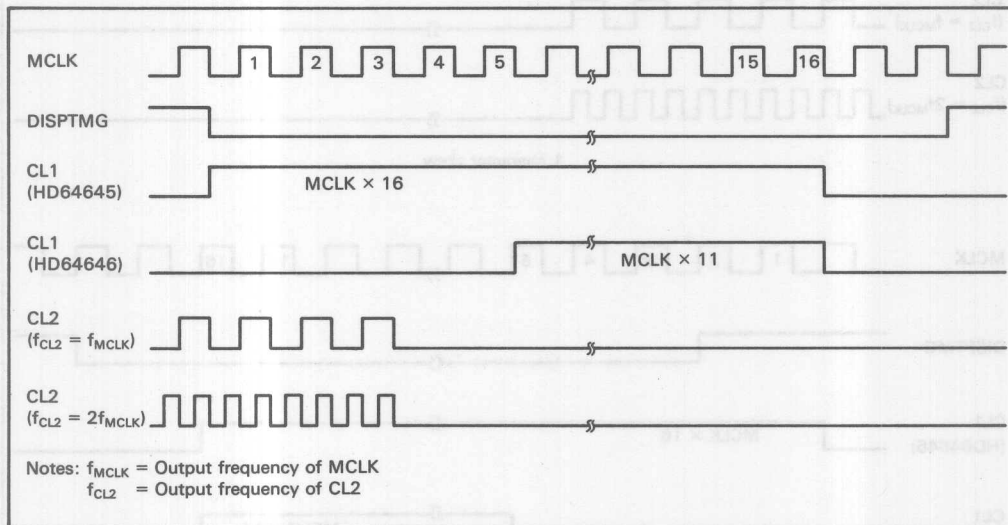 MCLK 1 2 3 4 5 15 16
DISPTMG
CL1
(HD64645) MCLK × 16
CL1
(HD64646) MCLK × 11
CL2
(fCL2 = fMCLK)
CL2
(fCL2 = 2fMCLK)
Notes: fMCLK = Output frequency of MCLK
fCL2 = Output frequency of CL2